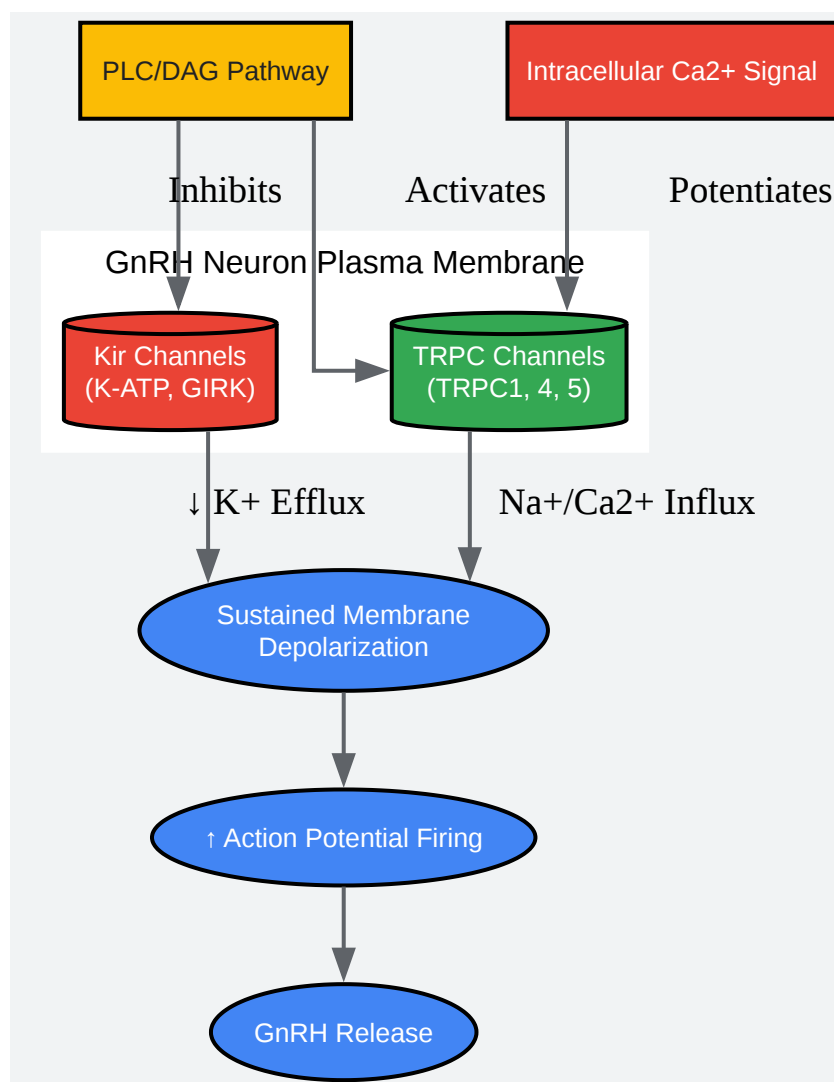 PLC/DAG Pathway
Intracellular Ca2+ Signal
Inhibits
Activates
Potentiates
GnRH Neuron Plasma Membrane
Kir Channels
(K-ATP, GIRK)
TRPC Channels
(TRPC1, 4, 5)
↓ K+ Efflux
Na+/Ca2+ Influx
Sustained Membrane
Depolarization
↑ Action Potential Firing
GnRH Release